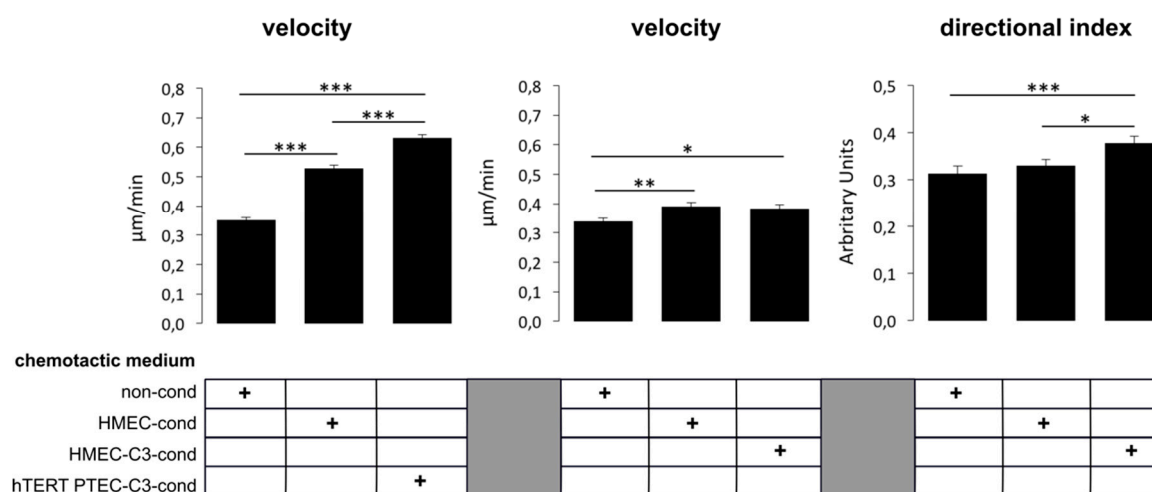 velocity
velocity
directional index
***
***
***
0,8
0,7
0,6
0,5
0,4
0,3
0,2
0,1
0,0
µm/min
*
**
0,8
0,7
0,6
0,5
0,4
0,3
0,2
0,1
0,0
µm/min
***
*
0,5
0,4
0,3
0,2
0,1
0,0
Arbritary Units
chemotactic medium
non-cond + + +
HMEC-cond + + +
HMEC-C3-cond + +
hTERT PTEC-C3-cond +